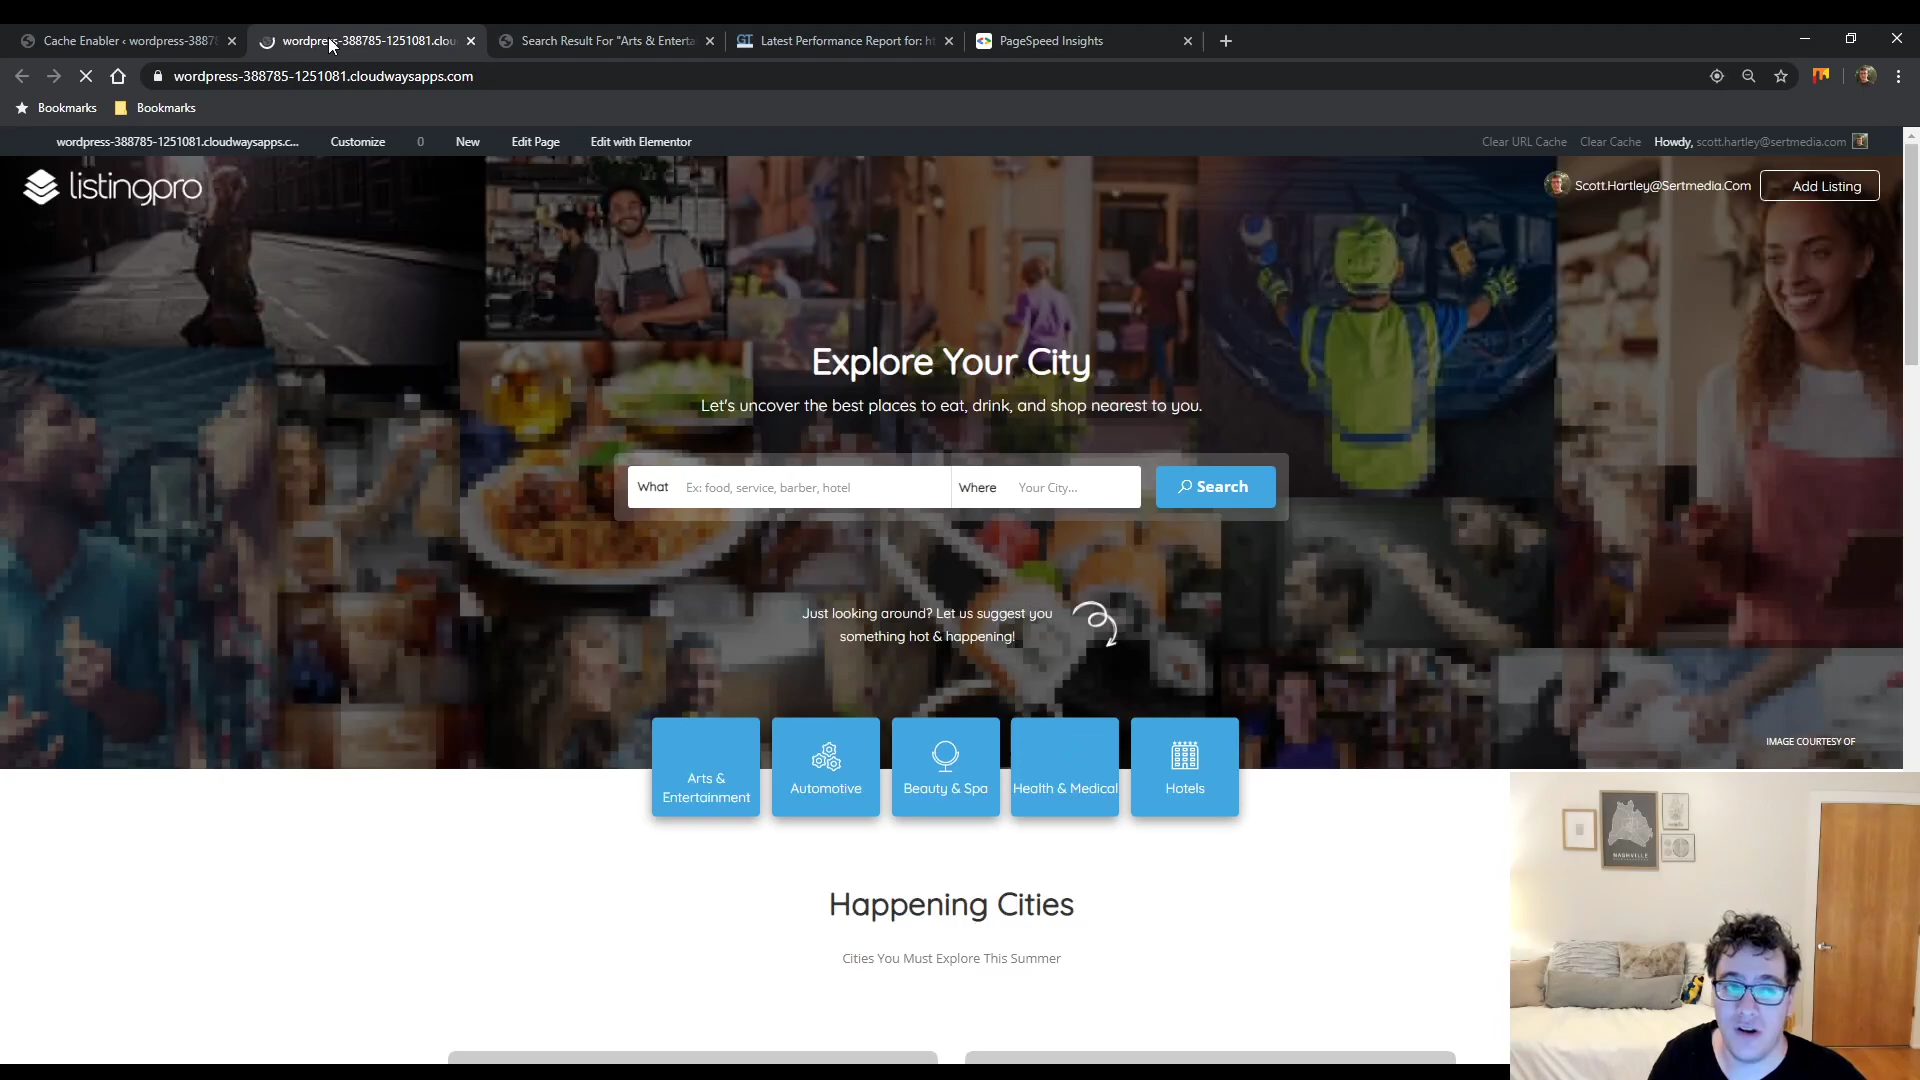 Cache Enabler ‹ wordpress-3887
wordpress-388785-1251081.clou
Search Result For "Arts & Enterta
GT Latest Performance Report for: ht
PageSpeed Insights
wordpress-388785-1251081.cloudwaysapps.com
Bookmarks
Bookmarks
wordpress-388785-1251081.cloudwaysapps.c...
Customize
0
New
Edit Page
Edit with Elementor
Clear URL Cache
Clear Cache
Howdy, scott.hartley@sertmedia.com
listingpro
Scott.Hartley@Sertmedia.Com
Add Listing
Explore Your City
Let's uncover the best places to eat, drink, and shop nearest to you.
What
Ex: food, service, barber, hotel
Where
Your City...
Search
Just looking around? Let us suggest you
something hot & happening!
IMAGE COURTESY OF
Arts &
Entertainment
Automotive
Beauty & Spa
Health & Medical
Hotels
Happening Cities
Cities You Must Explore This Summer
NASHVILLE